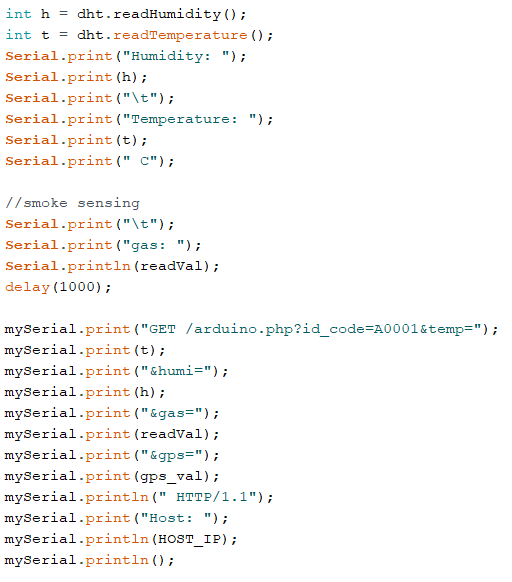 int h = dht.readHumidity();
int t = dht.readTemperature();
Serial.print("Humidity: ");
Serial.print(h);
Serial.print("\t");
Serial.print("Temperature: ");
Serial.print(t);
Serial.print(" C");
//smoke sensing
Serial.print("\t");
Serial.print("gas: ");
Serial.println(readVal);
delay(1000);
mySerial.print("GET /arduino.php?id_code=A0001&temp=");
mySerial.print(t);
mySerial.print("&humi=");
mySerial.print(h);
mySerial.print("&gas=");
mySerial.print(readVal);
mySerial.print("&gps=");
mySerial.print(gps_val);
mySerial.println(" HTTP/1.1");
mySerial.print("Host: ");
mySerial.println(HOST_IP);
mySerial.println();